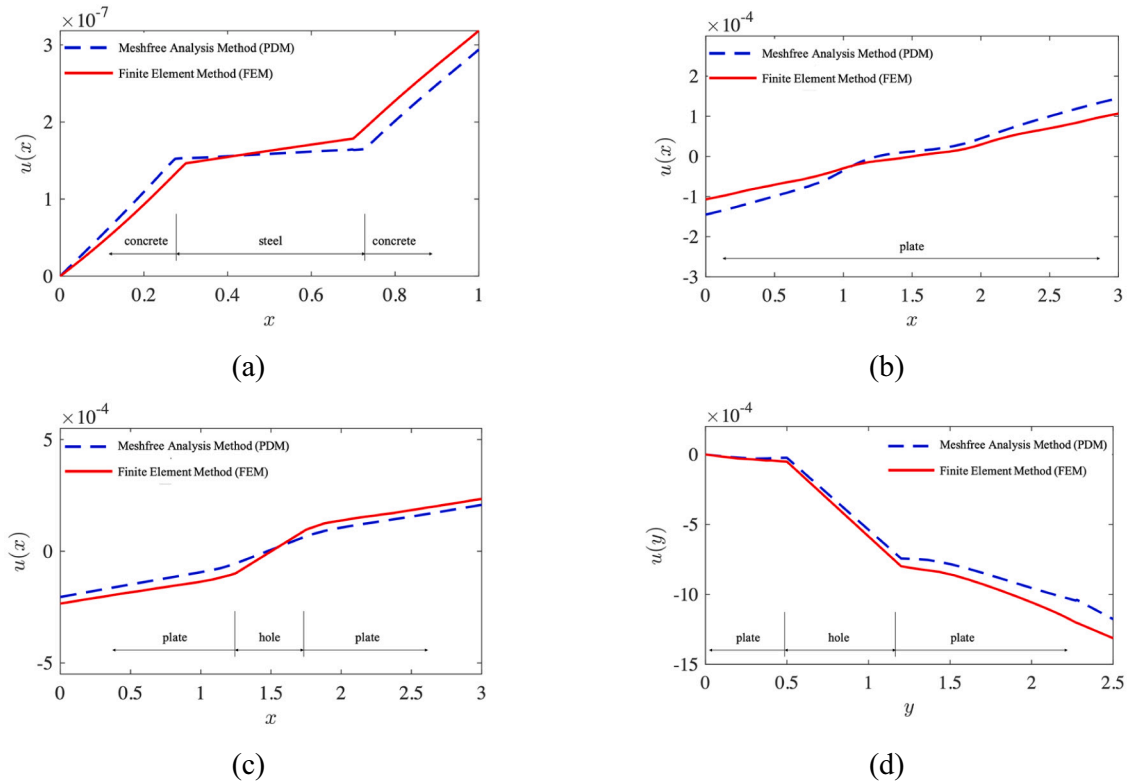 ×10⁻⁷
3
2
1
0
u(x)
Meshfree Analysis Method (PDM)
Finite Element Method (FEM)
concrete
steel
concrete
0 0.2 0.4 0.6 0.8 1
x
(a)
×10⁻⁴
4
2
0
-1
-2
-3
u(x)
Meshfree Analysis Method (PDM)
Finite Element Method (FEM)
plate
0 0.5 1 1.5 2 2.5 3
x
(b)
×10⁻⁴
5
0
-5
u(x)
Meshfree Analysis Method (PDM)
Finite Element Method (FEM)
plate
hole
plate
0 0.5 1 1.5 2 2.5 3
x
(c)
×10⁻⁴
0
-5
-10
-15
u(y)
Meshfree Analysis Method (PDM)
Finite Element Method (FEM)
plate
hole
plate
0 0.5 1 1.5 2 2.5
y
(d)